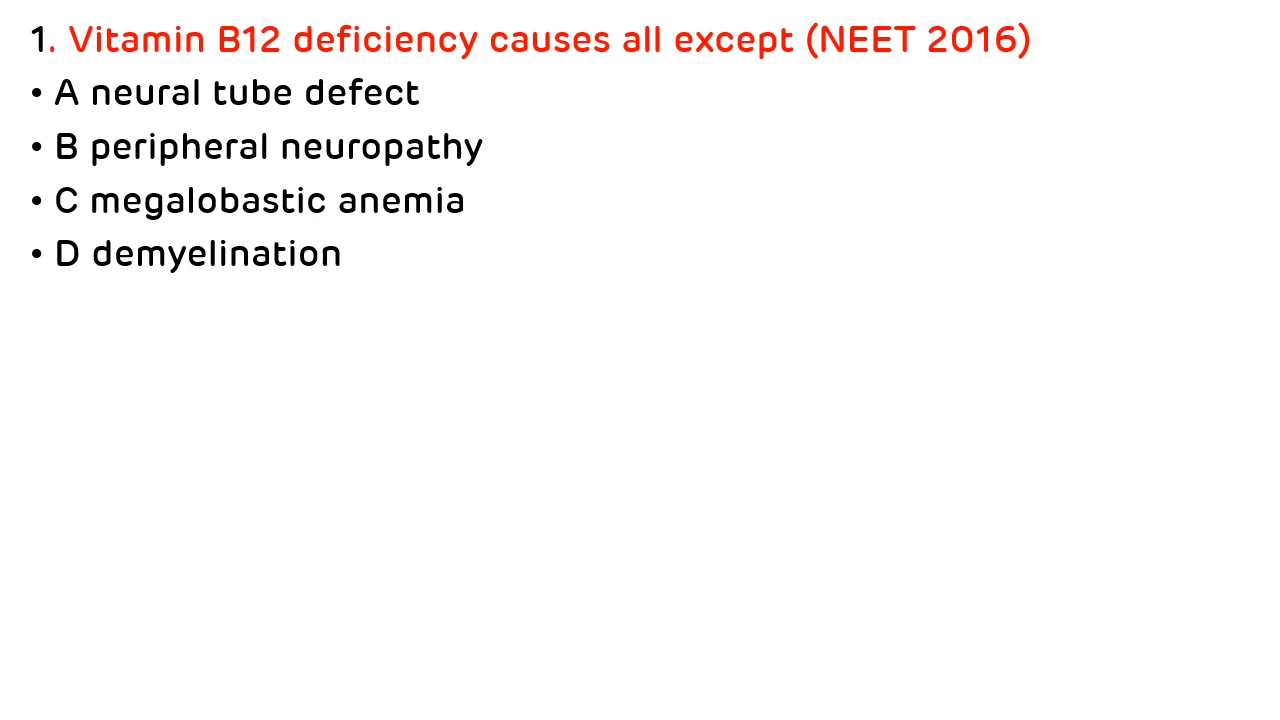 1. Vitamin B12 deficiency causes all except (NEET 2016)
• A neural tube defect
• B peripheral neuropathy
• C megalobastic anemia
• D demyelination